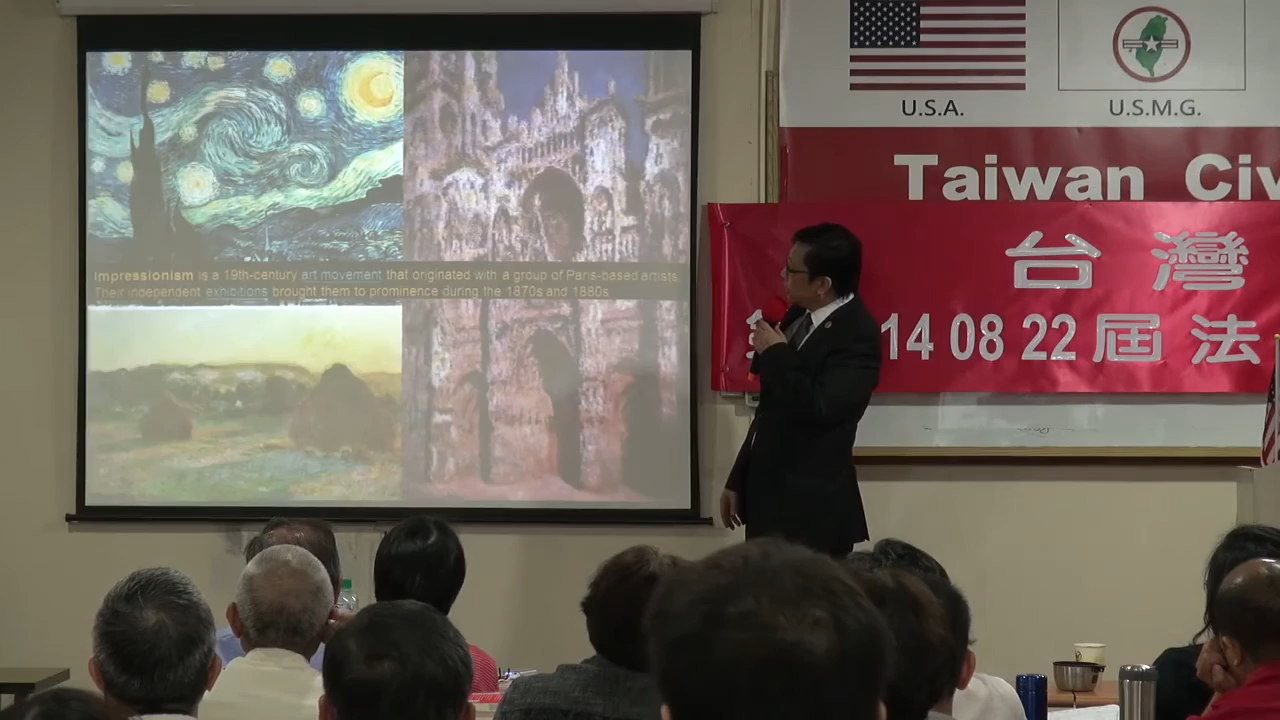 U.S.A.
U.S.M.G.
Taiwan Civ
台灣
14 08 22 屆 法
Impressionism is a 19th-century art movement that originated with a group of Paris-based artists
Their independent exhibitions brought them to prominence during the 1870s and 1880s